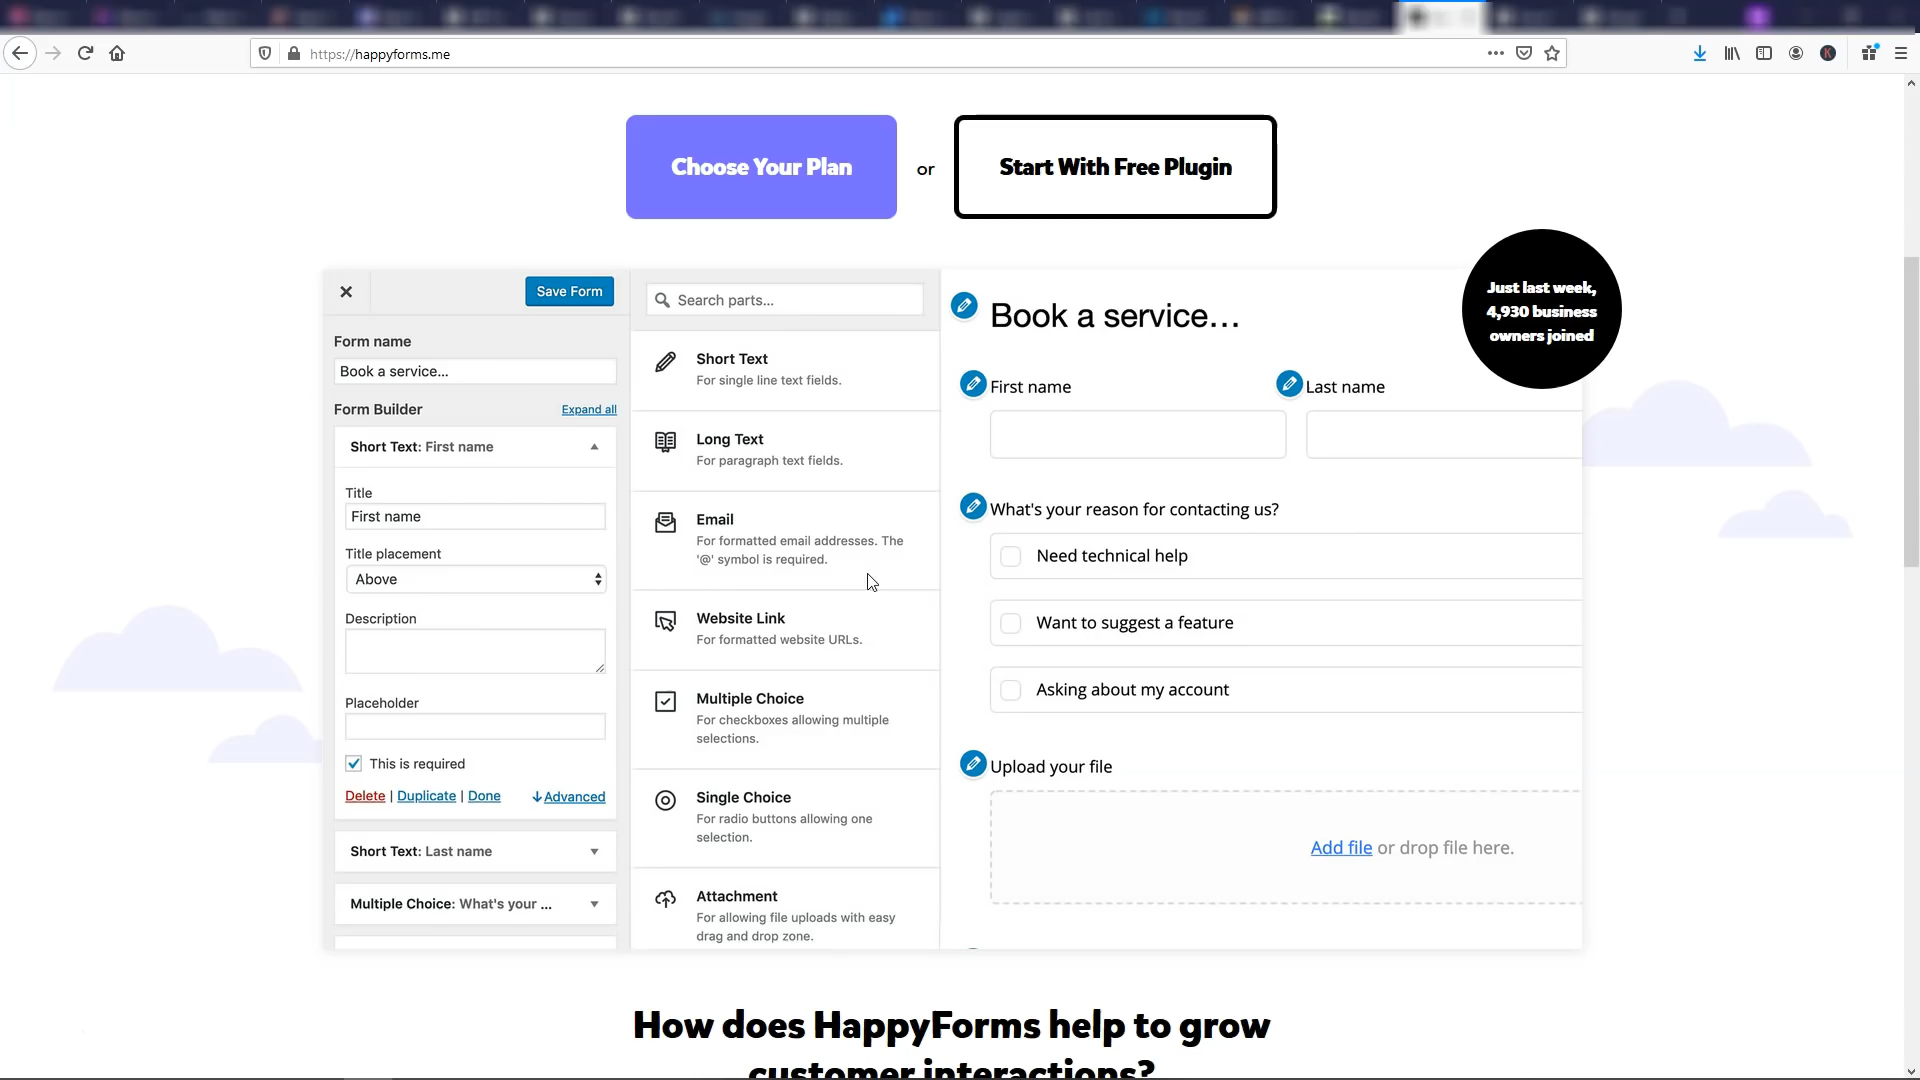 https://happyforms.me
Choose Your Plan
or
Start With Free Plugin
Just last week,
4,930 business
owners joined
Save Form
Form name
Book a service...
Form Builder
Expand all
Short Text: First name
Title
First name
Title placement
Above
Description
Placeholder
This is required
Delete | Duplicate | Done
Advanced
Short Text: Last name
Multiple Choice: What's your ...
Search parts...
Short Text
For single line text fields.
Long Text
For paragraph text fields.
Email
For formatted email addresses. The
'@' symbol is required.
Website Link
For formatted website URLs.
Multiple Choice
For checkboxes allowing multiple
selections.
Single Choice
For radio buttons allowing one
selection.
Attachment
For allowing file uploads with easy
drag and drop zone.
Book a service...
First name
Last name
What's your reason for contacting us?
Need technical help
Want to suggest a feature
Asking about my account
Upload your file
Add file or drop file here.
How does HappyForms help to grow
customer interactions?